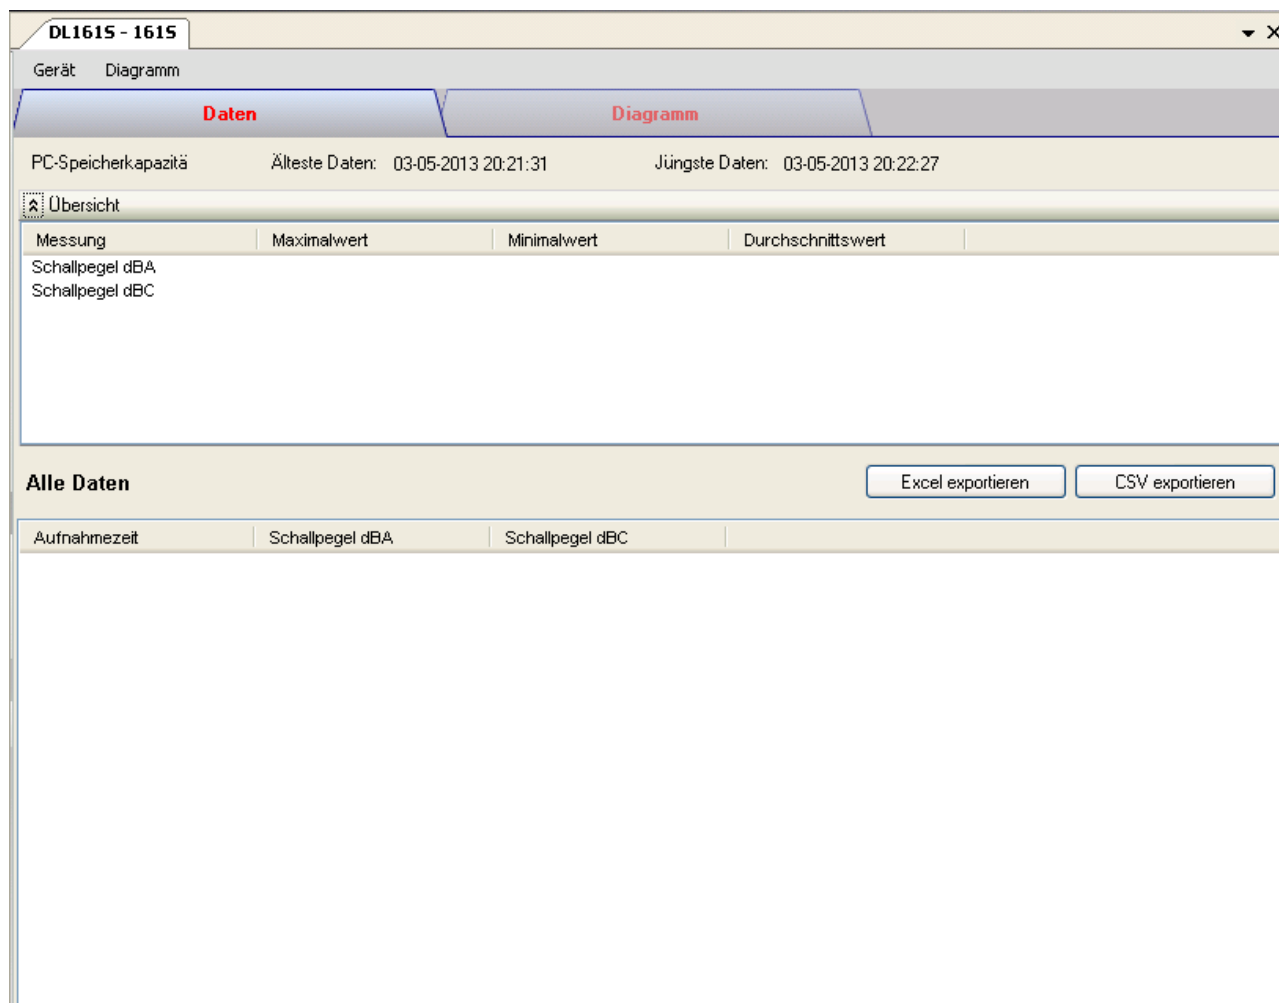 DL161S - 161S
Gerät Diagramm
Daten Diagramm
PC-Speicherkapazitä Älteste Daten: 03-05-2013 20:21:31 Jüngste Daten: 03-05-2013 20:22:27
Übersicht
Messung Maximalwert Minimalwert Durchschnittswert
Schallpegel dBA
Schallpegel dBC
Alle Daten Excel exportieren CSV exportieren
Aufnahmezeit Schallpegel dBA Schallpegel dBC